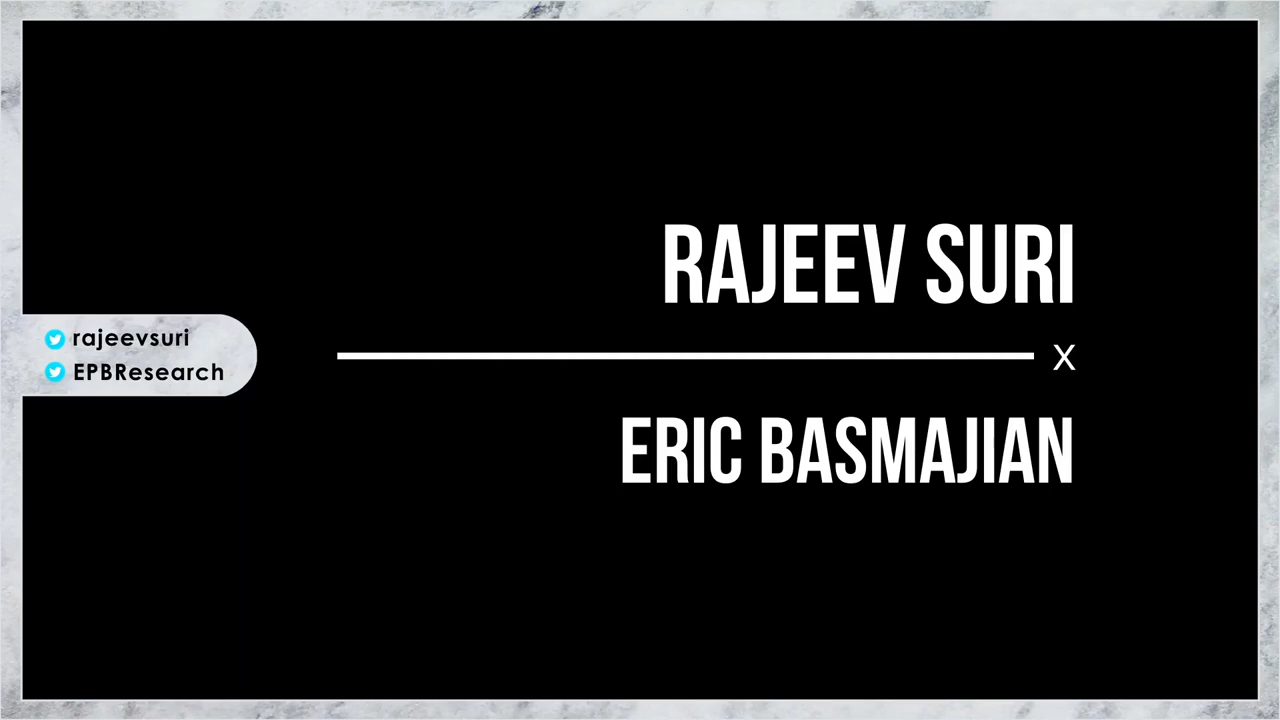 RAJEEV SURI
rajeevsuri
EPBResearch
X
ERIC BASMAJIAN